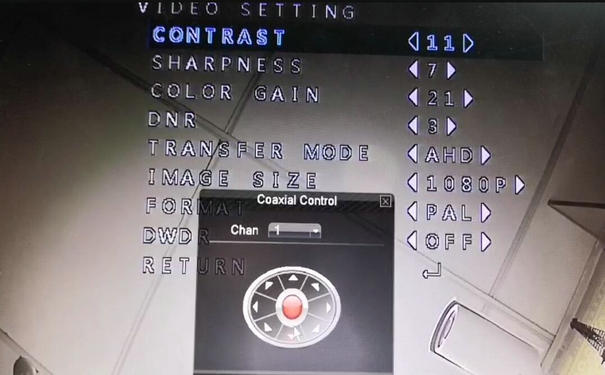 VIDEO SETTING
CONTRAST 11
SHARPNESS 7
COLOR GAIN 21
DNR 3
TRANSFER MODE AHD
IMAGE SIZE 1080P
FORMAT PAL
DWDR OFF
RETURN
Coaxial Control
Chan 1